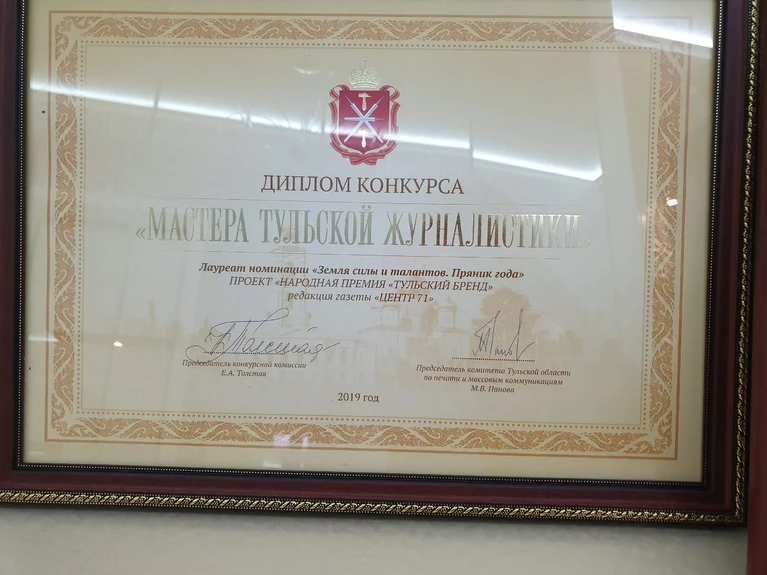 ДИПЛОМ КОНКУРСА
«МАСТЕРА ТУЛЬСКОЙ ЖУРНАЛИСТИКИ»
Лауреат номинации «Земля силы и талантов. Пряник года»
ПРОЕКТ «НАРОДНАЯ ПРЕМИЯ «ТУЛЬСКИЙ БРЕНД»
редакция газеты «ЦЕНТР 71»
Председатель конкурсной комиссии
Е.А. Толстая
Председатель комитета Тульской область
по печати и массовым коммуникациям
М.В. Панова
2019 год